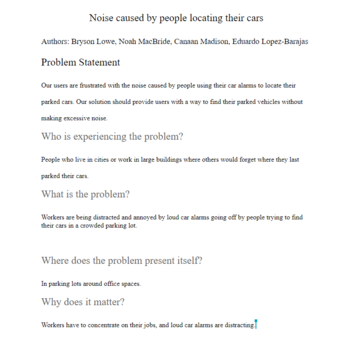 Noise caused by people locating their cars
Authors: Bryson Lowe, Noah MacBride, Canaan Madison, Eduardo Lopez-Barajas
Problem Statement
Our users are frustrated with the noise caused by people using their car alarms to locate their
parked cars. Our solution should provide users with a way to find their parked vehicles without
making excessive noise.
Who is experiencing the problem?
People who live in cities or work in large buildings where others would forget where they last
parked their cars.
What is the problem?
Workers are being distracted and annoyed by loud car alarms going off by people trying to find
their cars in a crowded parking lot.
Where does the problem present itself?
In parking lots around office spaces.
Why does it matter?
Workers have to concentrate on their jobs, and loud car alarms are distracting.